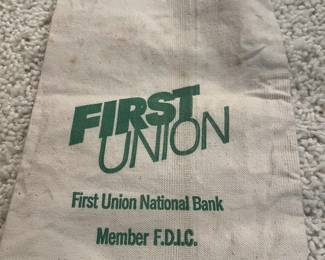 FIRST
UNION
First Union National Bank
Member F.D.I.C.